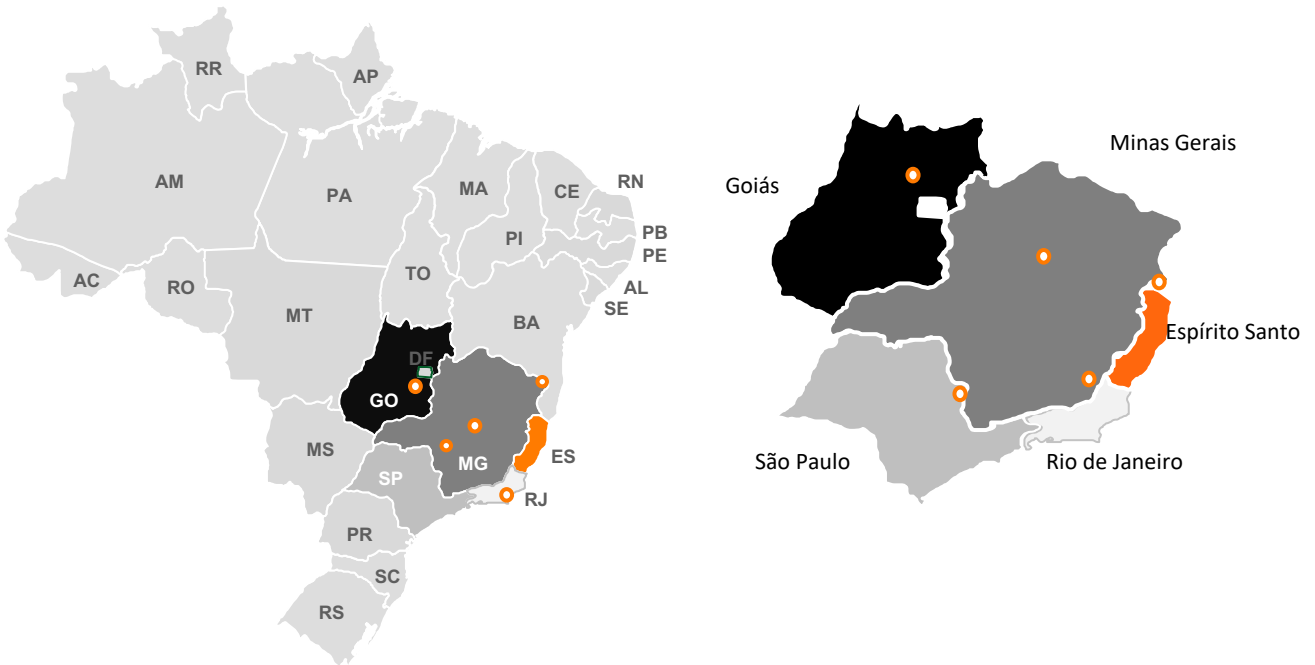 RR
AP
AM
PA
MA
CE
RN
PI
PB
PE
AC
RO
TO
AL
SE
MT
BA
DF
GO
MS
MG
ES
SP
RJ
PR
SC
RS
Minas Gerais
Goiás
Espírito Santo
São Paulo
Rio de Janeiro